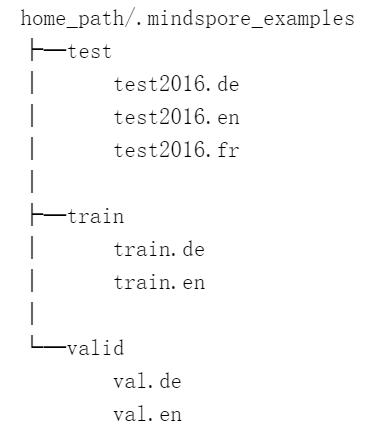 home_path/.mindspore_examples
├──test
│       test2016.de
│       test2016.en
│       test2016.fr
│
├──train
│       train.de
│       train.en
│
└──valid
        val.de
        val.en